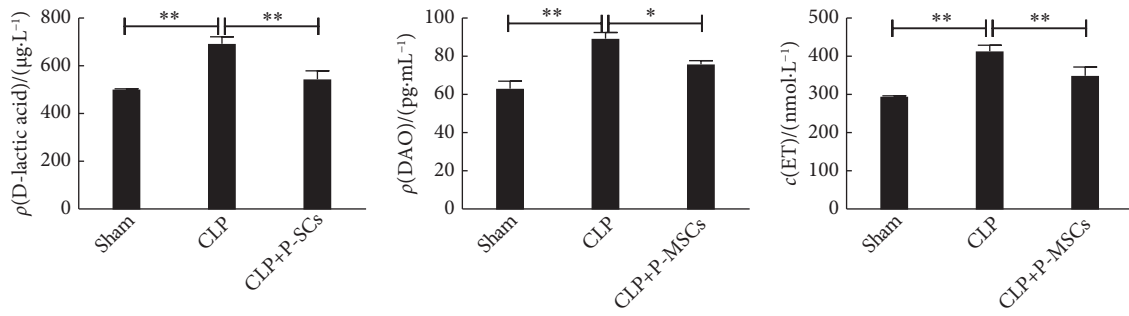 ρ(D-lactic acid)/(μg·L⁻¹)
800
600
400
200
0
**
**
Sham
CLP
CLP+P-SCs
ρ(DAO)/(pg·mL⁻¹)
100
80
60
40
20
0
**
*
Sham
CLP
CLP+P-MSCs
c(ET)/(nmol·L⁻¹)
500
400
300
200
100
0
**
**
Sham
CLP
CLP+P-MSCs